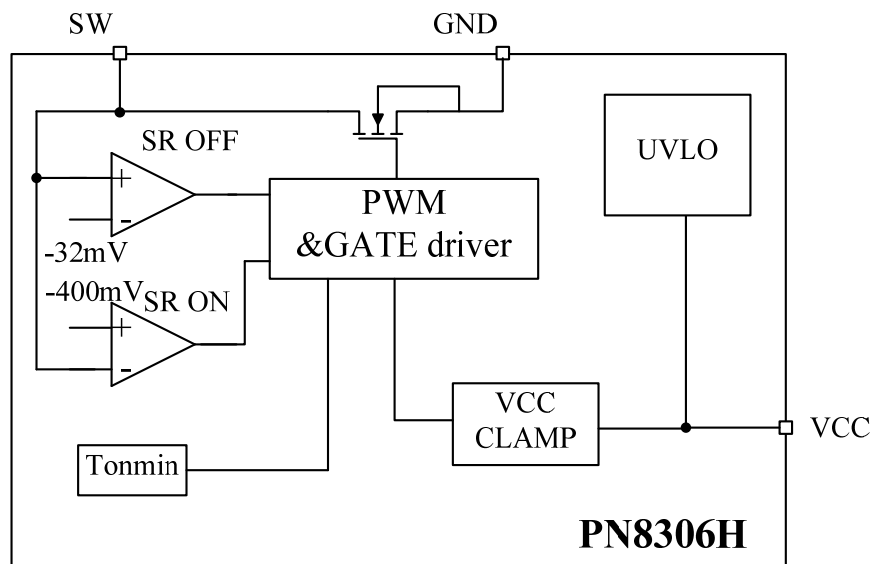 SW
GND
SR OFF
+
-
-32mV
UVLO
PWM
&GATE driver
-400mV
SR ON
+
-
VCC
CLAMP
VCC
Tonmin
PN8306H